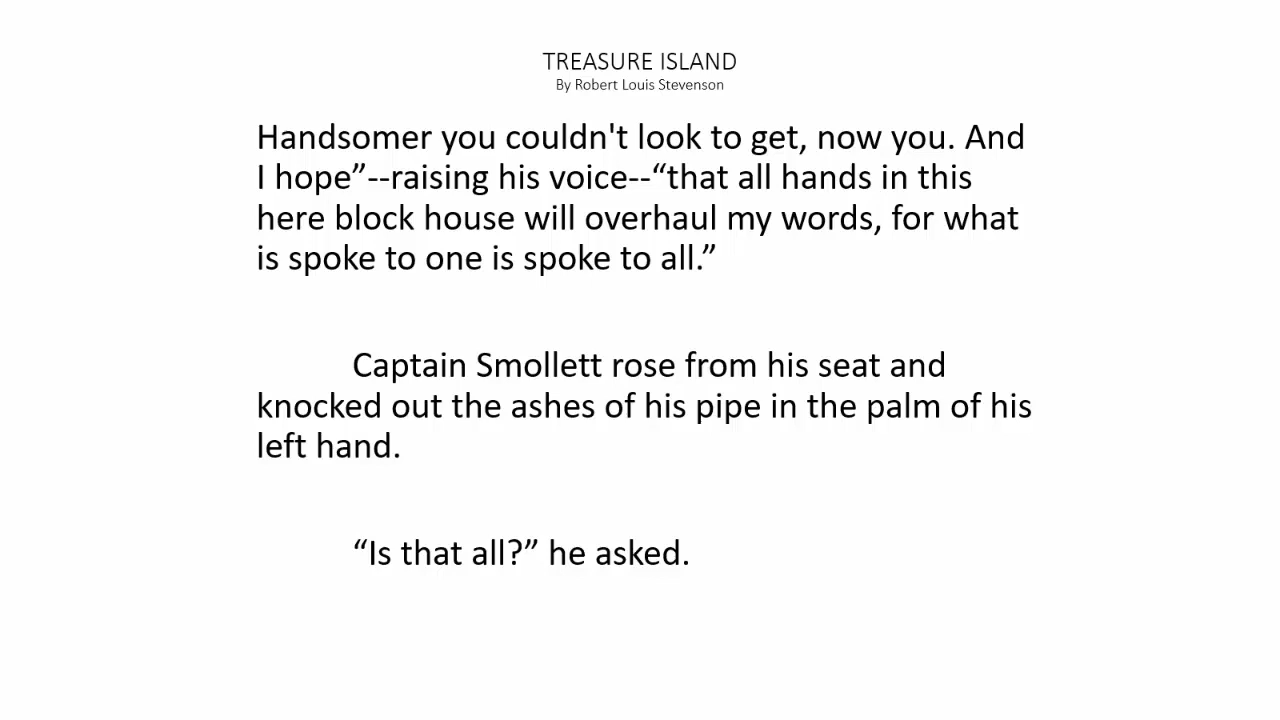 TREASURE ISLAND
By Robert Louis Stevenson
Handsomer you couldn't look to get, now you. And
I hope”--raising his voice--“that all hands in this
here block house will overhaul my words, for what
is spoke to one is spoke to all.”
Captain Smollett rose from his seat and
knocked out the ashes of his pipe in the palm of his
left hand.
“Is that all?” he asked.